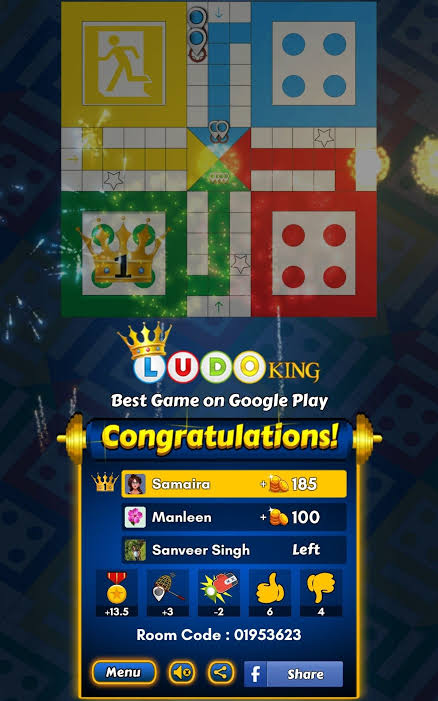 1
LUDO KING
Best Game on Google Play
Congratulations!
Samaira + 185
Manleen + 100
Sanveer Singh Left
+13.5 +3 -2 6 4
Room Code : 01953623
Menu f Share